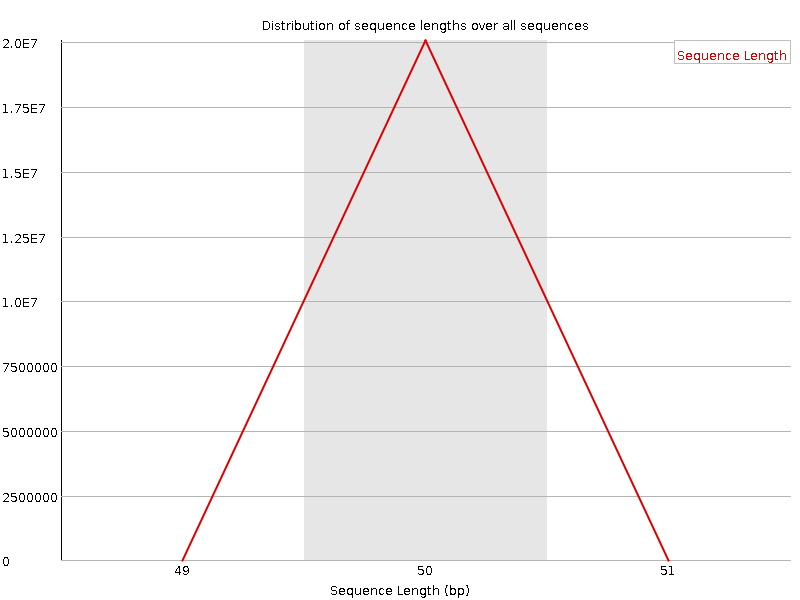 Distribution of sequence lengths over all sequences
Sequence Length
2.0E7
1.75E7
1.5E7
1.25E7
1.0E7
7500000
5000000
2500000
0
49
50
51
Sequence Length (bp)